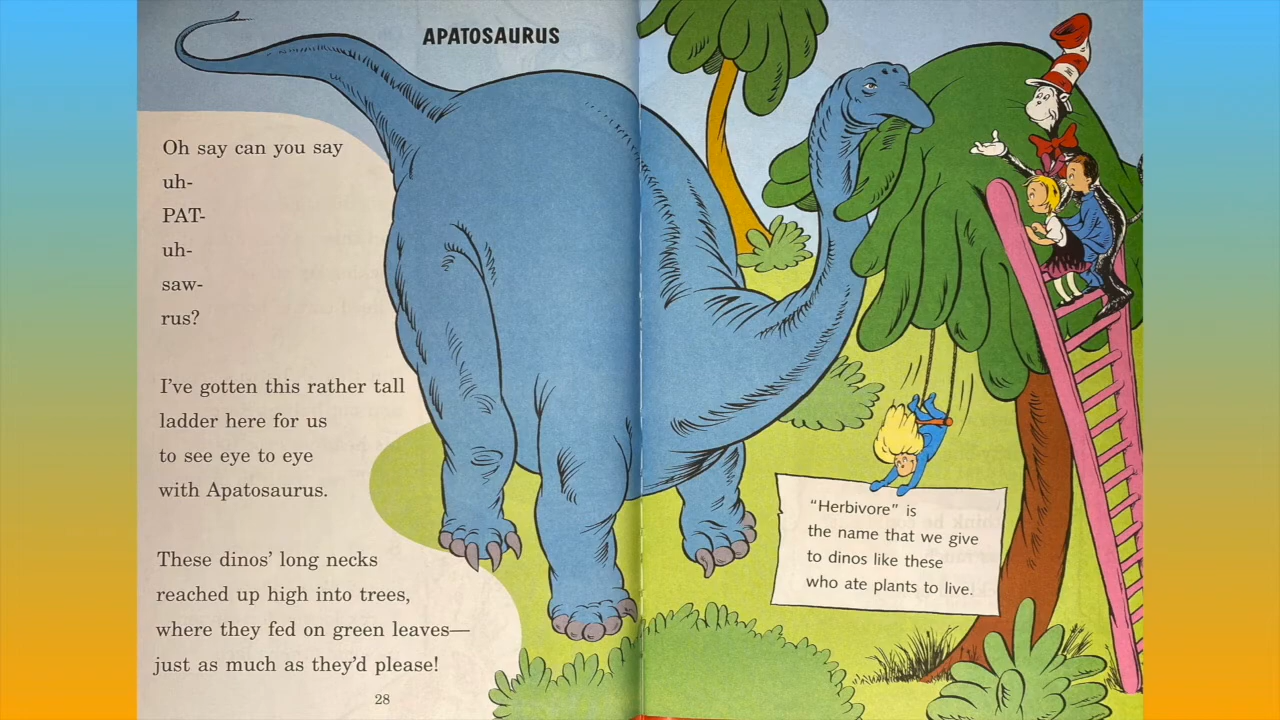 APATOSAURUS
Oh say can you say
uh-
PAT-
uh-
saw-
rus?
I've gotten this rather tall
ladder here for us
to see eye to eye
with Apatosaurus.
These dinos' long necks
reached up high into trees,
where they fed on green leaves—
just as much as they'd please!
28
"Herbivore" is
the name that we give
to dinos like these
who ate plants to live.